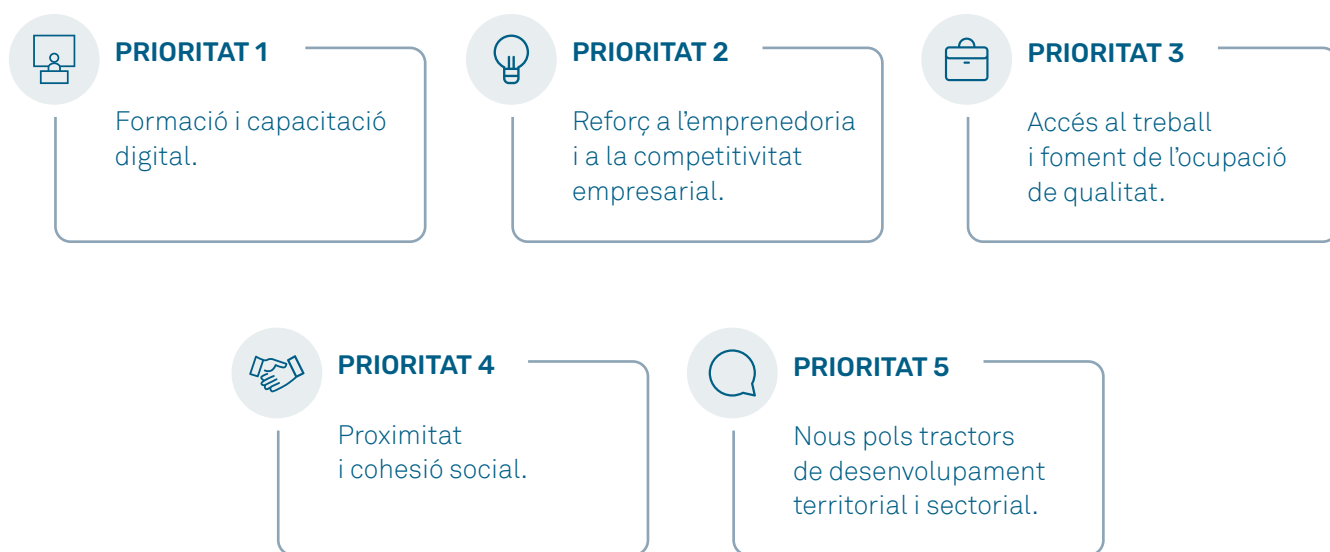 PRIORITAT 1
Formació i capacitació
digital.
PRIORITAT 2
Reforç a l’emprenedoria
i a la competitivitat
empresarial.
PRIORITAT 3
Accés al treball
i foment de l’ocupació
de qualitat.
PRIORITAT 4
Proximitat
i cohesió social.
PRIORITAT 5
Nous pols tractors
de desenvolupament
territorial i sectorial.